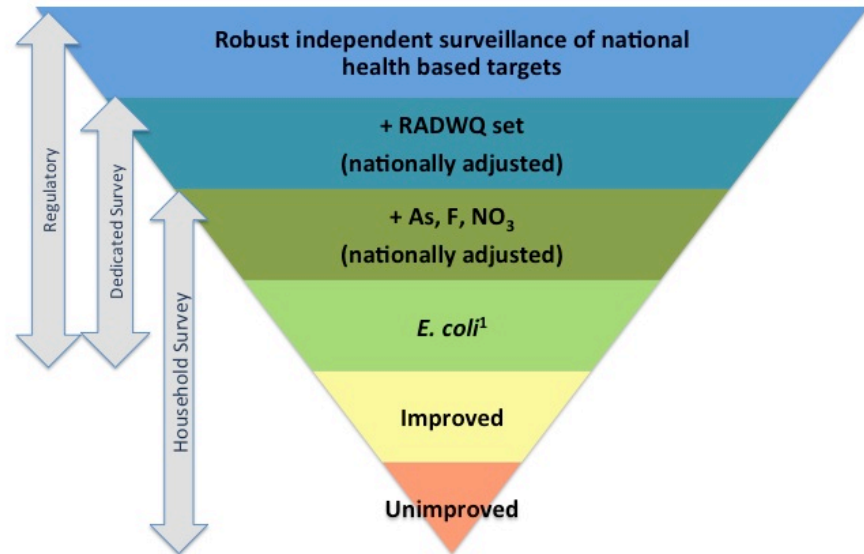 Robust independent surveillance of national
health based targets
+ RADWQ set
(nationally adjusted)
+ As, F, NO₃
(nationally adjusted)
E. coli¹
Improved
Unimproved
Regulatory
Dedicated Survey
Household Survey